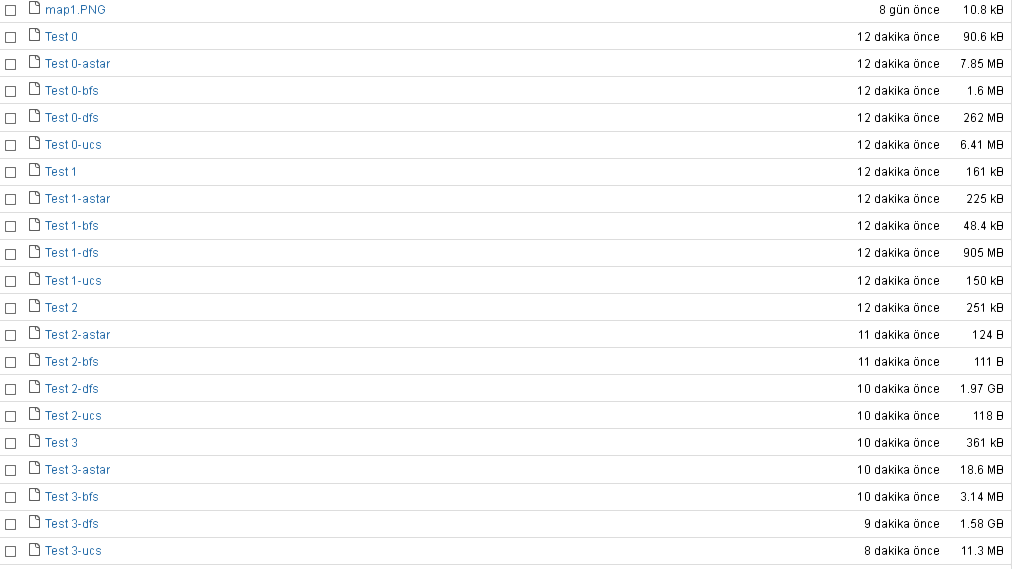 map1.PNG 8 gün önce 10.8 kB
Test 0 12 dakika önce 90.6 kB
Test 0-astar 12 dakika önce 7.85 MB
Test 0-bfs 12 dakika önce 1.6 MB
Test 0-dfs 12 dakika önce 262 MB
Test 0-ucs 12 dakika önce 6.41 MB
Test 1 12 dakika önce 161 kB
Test 1-astar 12 dakika önce 225 kB
Test 1-bfs 12 dakika önce 48.4 kB
Test 1-dfs 12 dakika önce 905 MB
Test 1-ucs 12 dakika önce 150 kB
Test 2 12 dakika önce 251 kB
Test 2-astar 11 dakika önce 124 B
Test 2-bfs 11 dakika önce 111 B
Test 2-dfs 10 dakika önce 1.97 GB
Test 2-ucs 10 dakika önce 118 B
Test 3 10 dakika önce 361 kB
Test 3-astar 10 dakika önce 18.6 MB
Test 3-bfs 10 dakika önce 3.14 MB
Test 3-dfs 9 dakika önce 1.58 GB
Test 3-ucs 8 dakika önce 11.3 MB